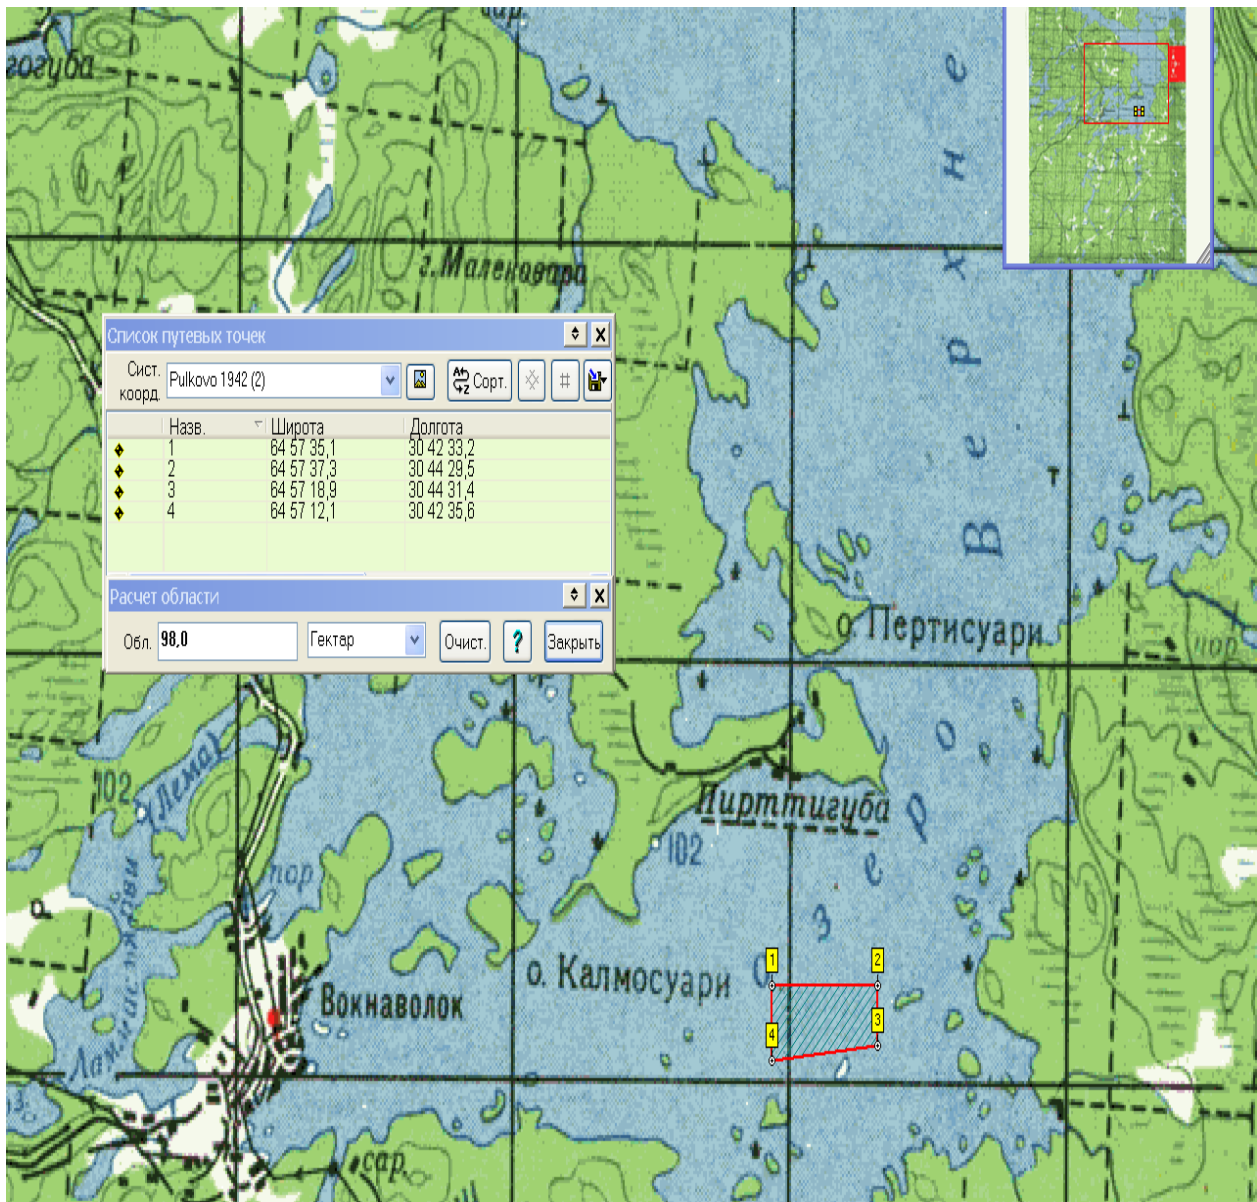 зогуба
вар.
г. Малековара
Верхнее
Список путевых точек
Сист. коорд. Pulkovo 1942 (2) Сорт.
Назв. Широта Долгота
1 64 57 35,1 30 42 33,2
2 64 57 37,3 30 44 29,5
3 64 57 18,9 30 44 31,4
4 64 57 12,1 30 42 35,6
Расчет области
Обл. 98,0 Гектар Очист. ? Закрыть
о. Пертисуари
пор
102
(Лема)
Пирттигуба
102
озеро
пор
о. Калмосуари
Вокнаволок
1
2
3
4
сар.